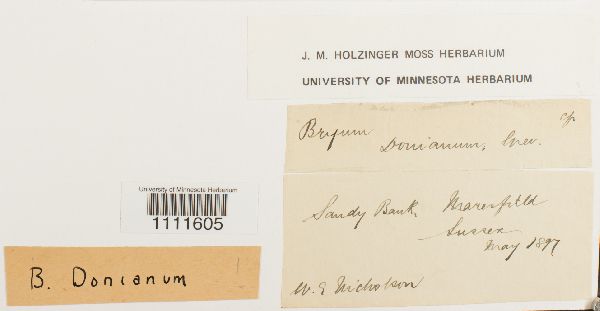 J. M. HOLZINGER MOSS HERBARIUM
UNIVERSITY OF MINNESOTA HERBARIUM
Bryum Donianum, Grev. cfr.
Sandy Bank, Maresfield
Sussex
May 1897
W. E. Nicholson
University of Minnesota Herbarium
1111605
B. Donianum